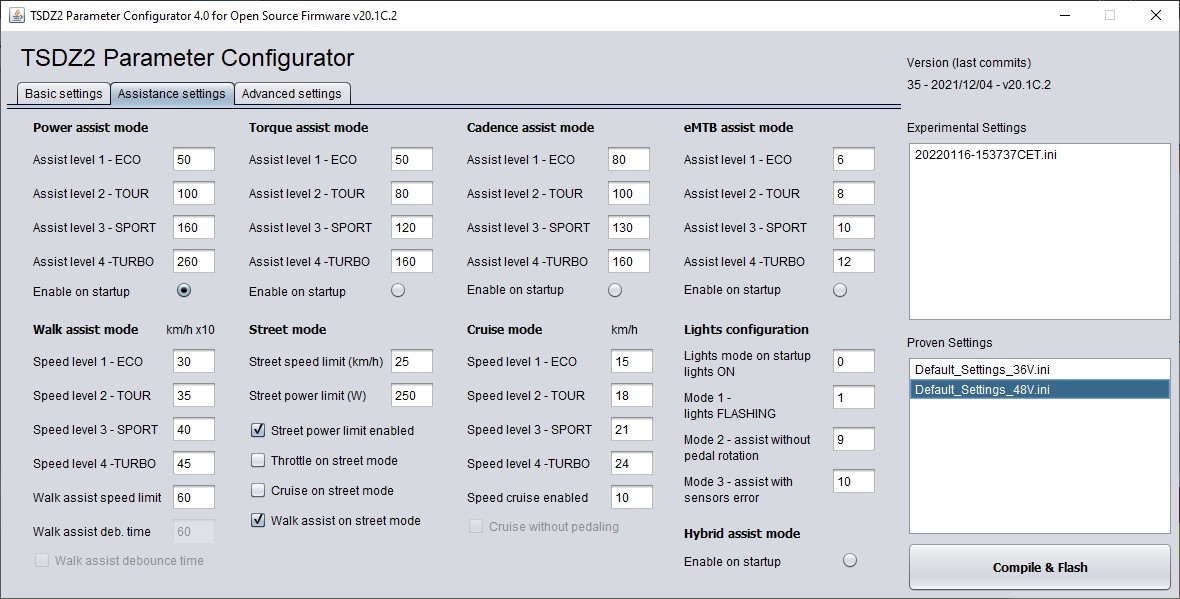 TSDZ2 Parameter Configurator 4.0 for Open Source Firmware v20.1C.2
TSDZ2 Parameter Configurator
Basic settings
Assistance settings
Advanced settings
Power assist mode
Assist level 1 - ECO
50
Assist level 2 - TOUR
100
Assist level 3 - SPORT
160
Assist level 4 -TURBO
260
Enable on startup
Torque assist mode
Assist level 1 - ECO
50
Assist level 2 - TOUR
80
Assist level 3 - SPORT
120
Assist level 4 -TURBO
160
Enable on startup
Cadence assist mode
Assist level 1 - ECO
80
Assist level 2 - TOUR
100
Assist level 3 - SPORT
130
Assist level 4 -TURBO
160
Enable on startup
eMTB assist mode
Assist level 1 - ECO
6
Assist level 2 - TOUR
8
Assist level 3 - SPORT
10
Assist level 4 -TURBO
12
Enable on startup
Walk assist mode
km/h x10
Speed level 1 - ECO
30
Speed level 2 - TOUR
35
Speed level 3 - SPORT
40
Speed level 4 -TURBO
45
Walk assist speed limit
60
Walk assist deb. time
60
Walk assist debounce time
Street mode
Street speed limit (km/h)
25
Street power limit (W)
250
Street power limit enabled
Throttle on street mode
Cruise on street mode
Walk assist on street mode
Cruise mode
km/h
Speed level 1 - ECO
15
Speed level 2 - TOUR
18
Speed level 3 - SPORT
21
Speed level 4 -TURBO
24
Speed cruise enabled
10
Cruise without pedaling
Lights configuration
Lights mode on startup
lights ON
0
Mode 1 -
lights FLASHING
1
Mode 2 - assist without
pedal rotation
9
Mode 3 - assist with
sensors error
10
Hybrid assist mode
Enable on startup
Version (last commits)
35 - 2021/12/04 - v20.1C.2
Experimental Settings
20220116-153737CET.ini
Proven Settings
Default_Settings_36V.ini
Default_Settings_48V.ini
Compile & Flash